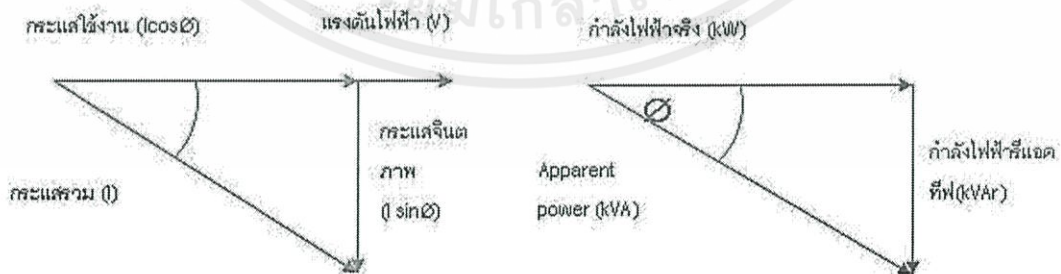 กระแสใช้งาน (Icosø)
แรงดันไฟฟ้า (V)
กระแสจินต
ภาพ
(I sinø)
กระแสรวม (I)
กำลังไฟฟ้าจริง (kW)
Ø
Apparent
power (kVA)
กำลังไฟฟ้ารีแอค
ทีฟ(kVAr)